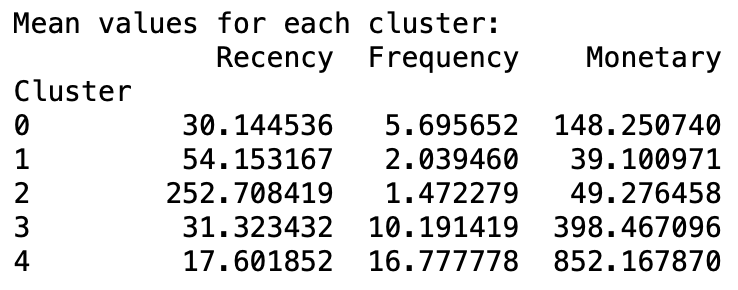 Mean values for each cluster:
Recency Frequency Monetary
Cluster
0 30.144536 5.695652 148.250740
1 54.153167 2.039460 39.100971
2 252.708419 1.472279 49.276458
3 31.323432 10.191419 398.467096
4 17.601852 16.777778 852.167870